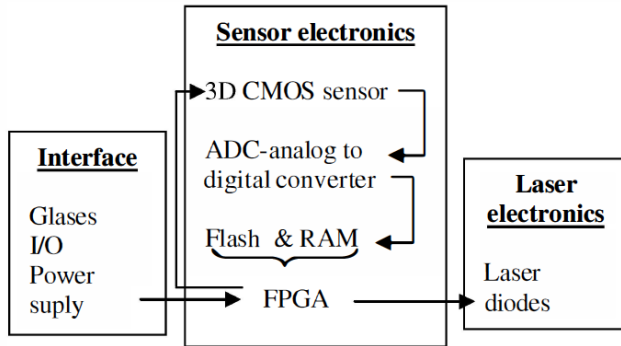 Interface
Glases
I/O
Power
suply
Sensor electronics
3D CMOS sensor
ADC-analog to
digital converter
Flash & RAM
FPGA
Laser
electronics
Laser
diodes